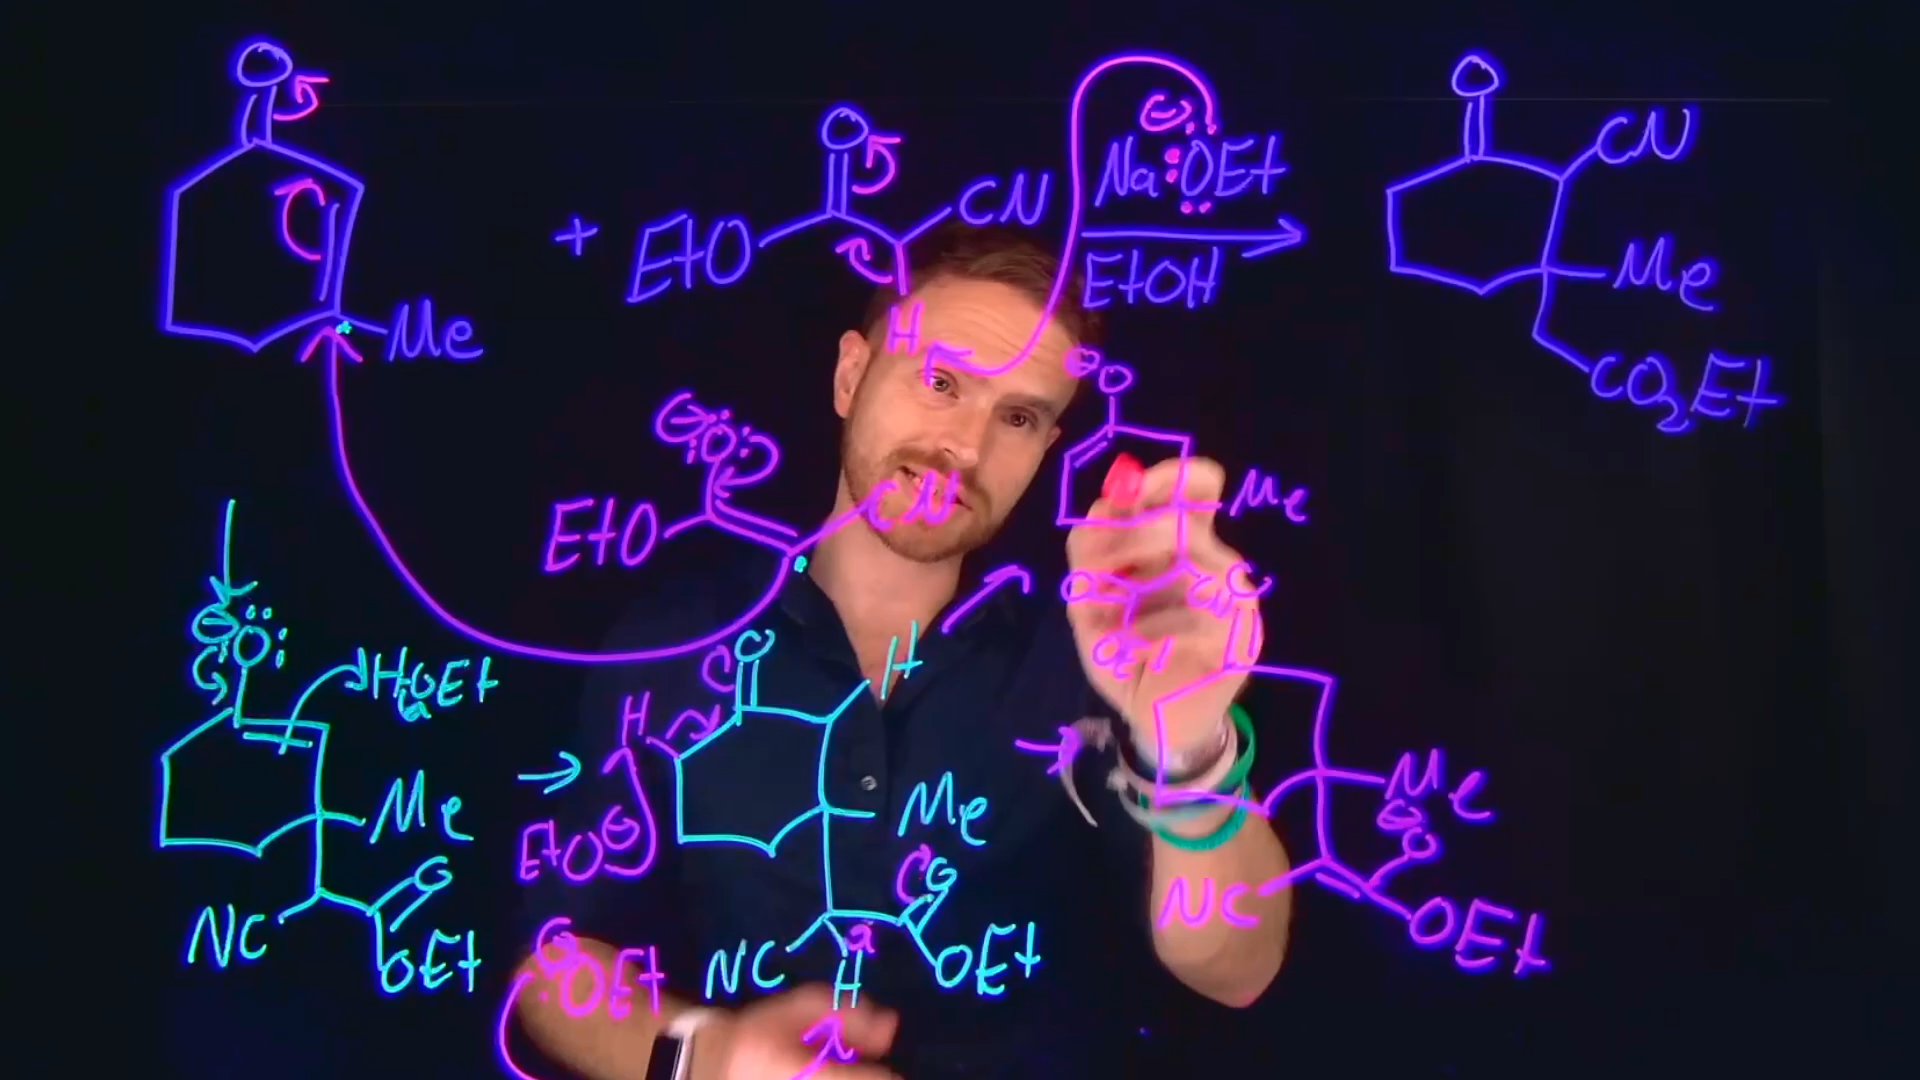 O
Me
+
O
EtO
CN
H
⊖
Na :OEt
EtOH
O
CN
Me
CO₂Et
⊖
:O:
EtO
CN
⊖O
Me
O
CN
OEt
⊖
:O:
H-OEt
Me
O
NC
OEt
O
H
H
EtO⊖
Me
O
NC
H
OEt
⊖
:OEt
O
Me
⊖
O
NC
OEt